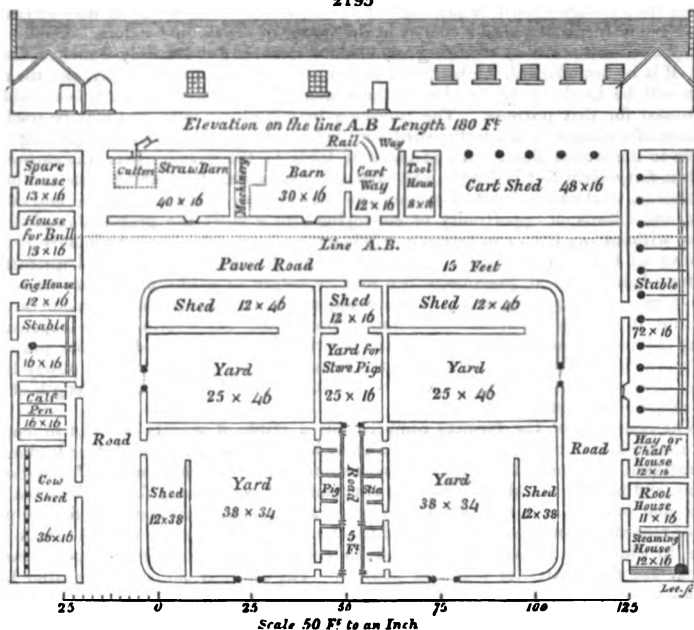 2195
Elevation on the line A.B Length 180 Ft.
Rail Way
Spare
House
13 × 16
House
for Bull
13 × 16
Gig House
12 × 16
Stable
16 × 16
Calf
Pen
16 × 16
Cow
Shed
36 × 16
Cutters
Straw Barn
40 × 16
Machinery
Barn
30 × 16
Cart
Way
12 × 16
Tool
Hous
8 × 16
Cart Shed 48 × 16
Line A.B.
Paved Road 15 Feet
Shed 12 × 46
Shed
12 × 16
Shed 12 × 46
Yard
25 × 46
Yard for
Store Pigs
25 × 16
Yard
25 × 46
Road
Shed
12 × 38
Yard
38 × 34
Pig Sties
Road
5
Ft
Yard
38 × 34
Shed
12 × 38
Road
Stable
72 × 16
Hay or
Chaff
House
12 × 16
Rool
House
11 × 16
Steaming
House
12 × 16
Lee. sc
25 0 25 50 75 100 125
Scale 50 Ft. to an Inch